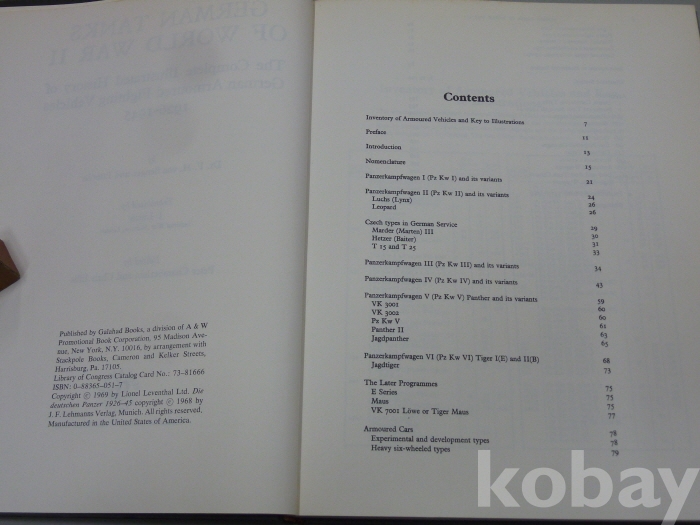 Published by Galahad Books, a division of A & W
Promotional Book Corporation, 95 Madison Ave-
nue, New York, N.Y. 10016, by arrangement with
Stackpole Books, Cameron and Kelker Streets,
Harrisburg, Pa. 17105.
Library of Congress Catalog Card No.: 73-81666
ISBN: 0-88365-051-7
Copyright © 1969 by Lionel Leventhal Ltd. Die
deutschen Panzer 1926-45 copyright © 1968 by
J. F. Lehmanns Verlag, Munich. All rights reserved.
Manufactured in the United States of America.
Contents
Inventory of Armoured Vehicles and Key to Illustrations 7
Preface 11
Introduction 13
Nomenclature 15
Panzerkampfwagen I (Pz Kw I) and its variants 21
Panzerkampfwagen II (Pz Kw II) and its variants 24
Luchs (Lynx) 26
Leopard 26
Czech types in German Service 29
Marder (Marten) III 30
Hetzer (Baiter) 31
T 15 and T 25 33
Panzerkampfwagen III (Pz Kw III) and its variants 34
Panzerkampfwagen IV (Pz Kw IV) and its variants 43
Panzerkampfwagen V (Pz Kw V) Panther and its variants 59
VK 3001 60
VK 3002 60
Pz Kw V 61
Panther II 63
Jagdpanther 65
Panzerkampfwagen VI (Pz Kw VI) Tiger I(E) and II(B) 68
Jagdtiger 73
The Later Programmes 75
E Series 75
Maus 75
VK 7001 Löwe or Tiger Maus 77
Armoured Cars 78
Experimental and development types 78
Heavy six-wheeled types 79
kobay